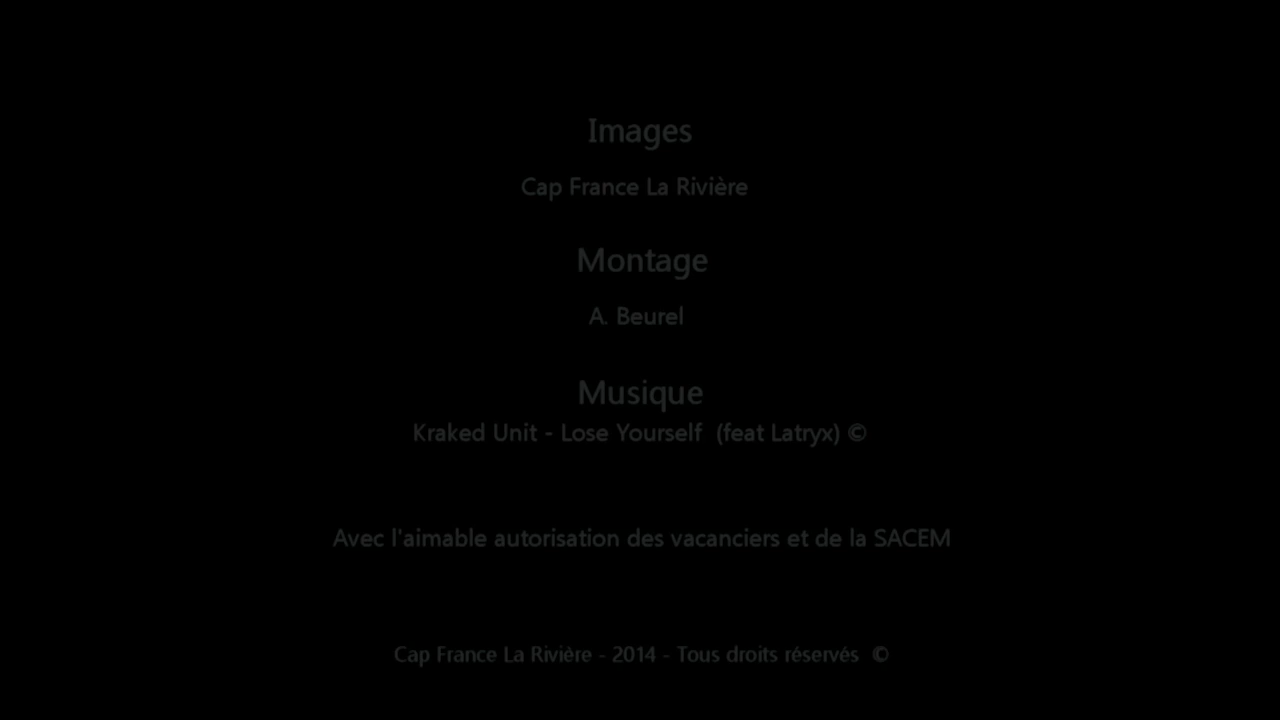 Images
Cap France La Rivière
Montage
A. Beurel
Musique
Kraked Unit - Lose Yourself  (feat Latryx) ©
Avec l'aimable autorisation des vacanciers et de la SACEM
Cap France La Rivière - 2014 - Tous droits réservés  ©